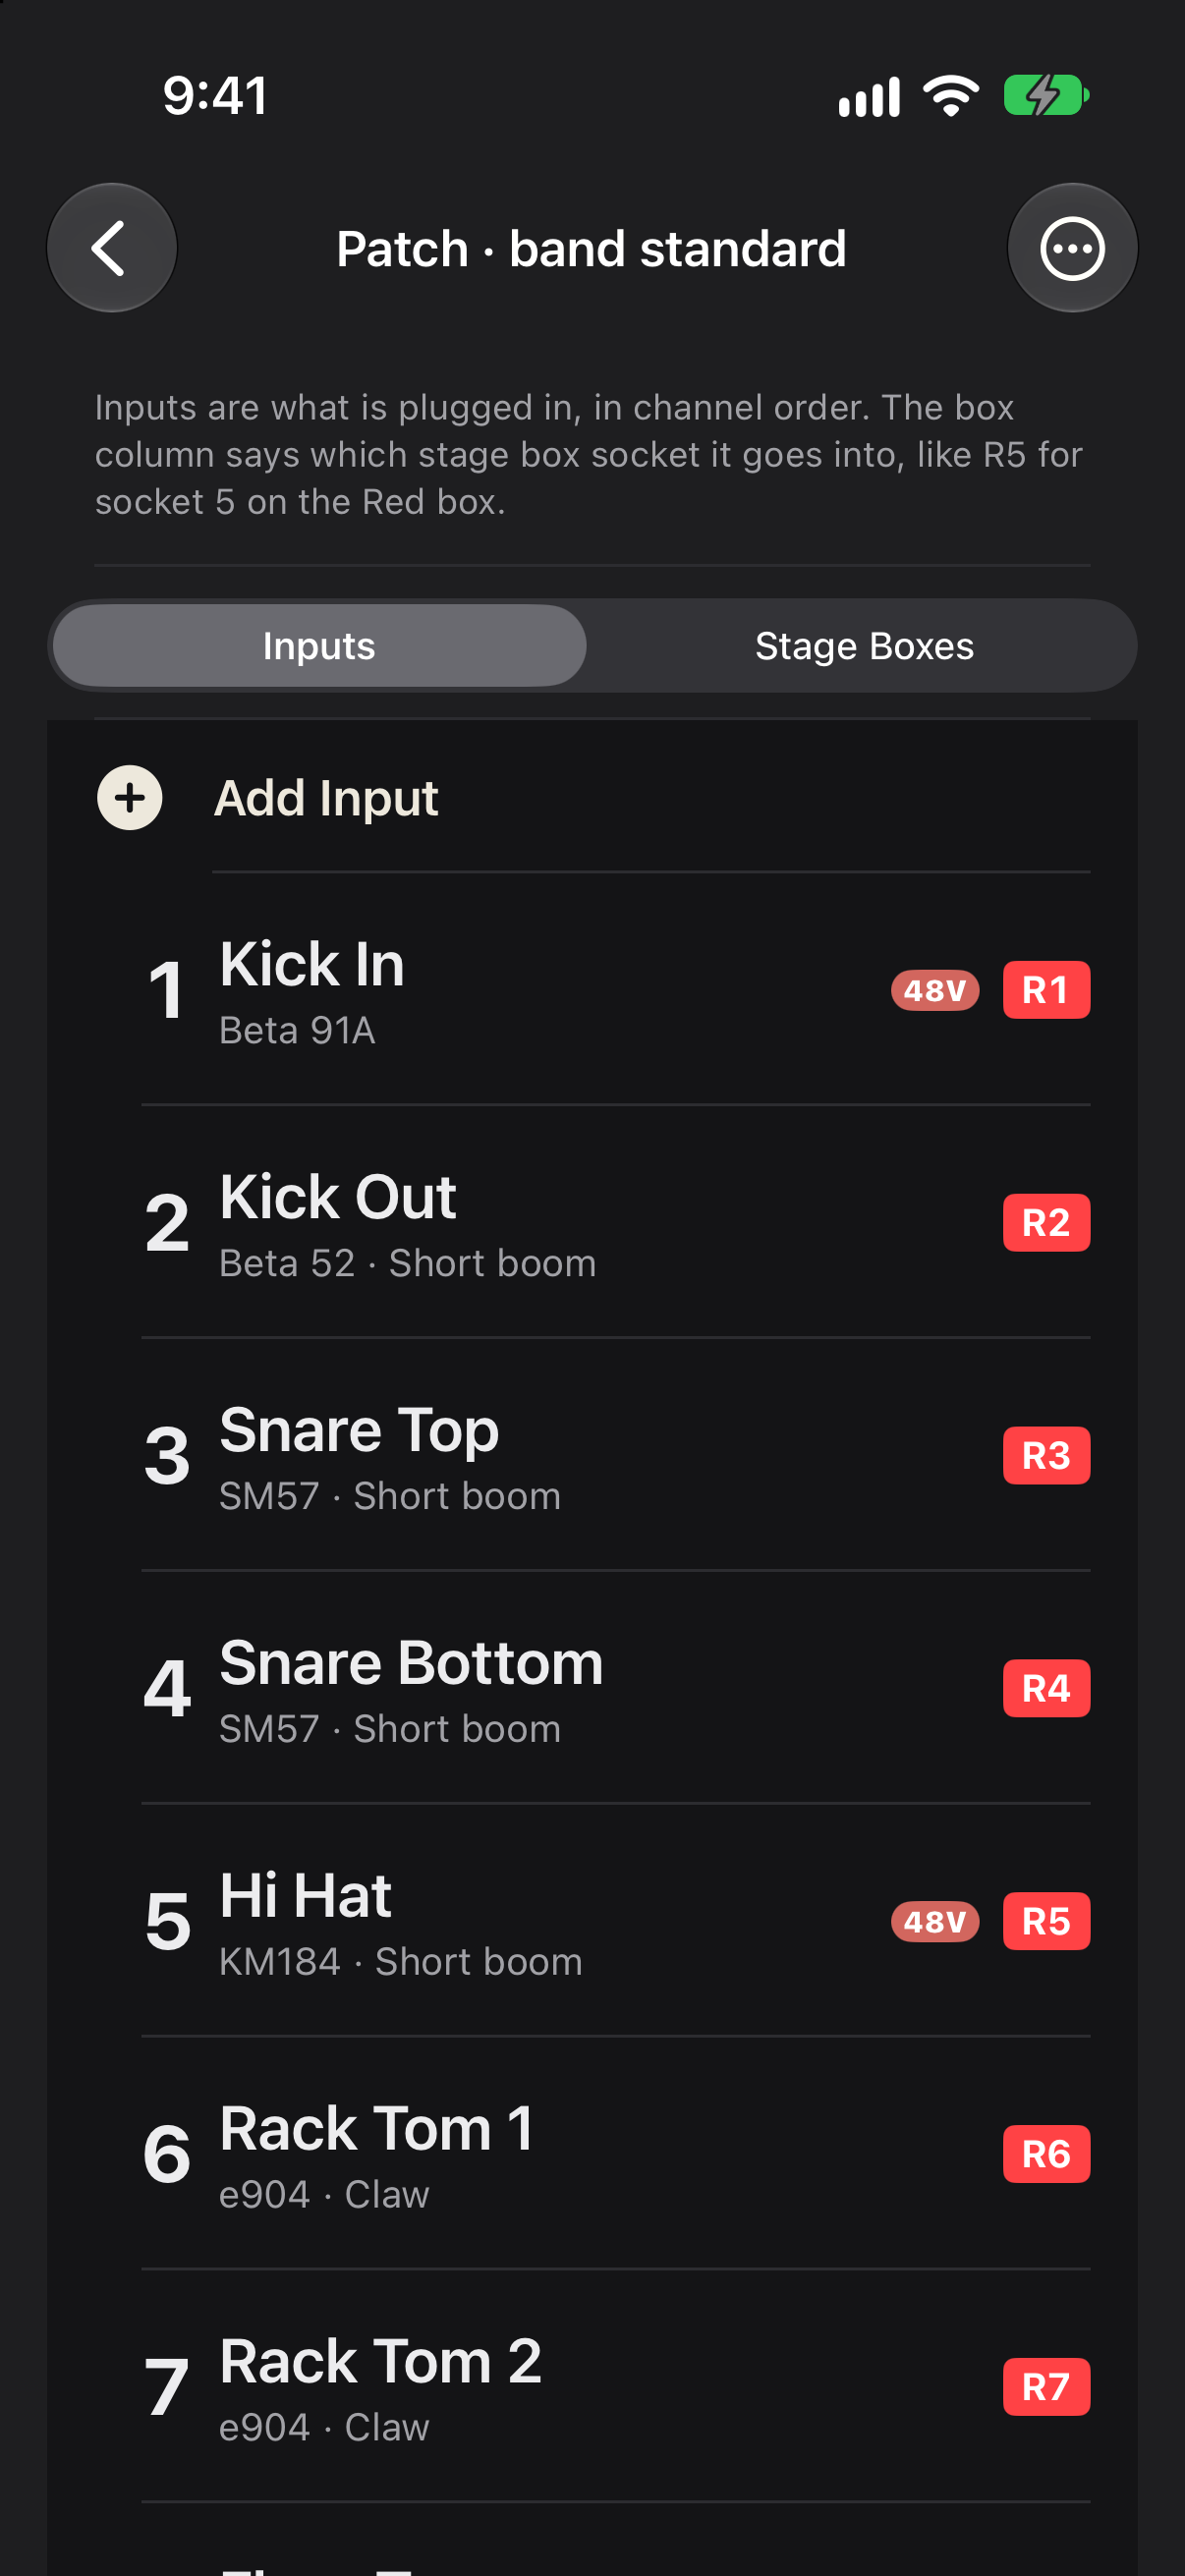 9:41
Patch · band standard
Inputs are what is plugged in, in channel order. The box
column says which stage box socket it goes into, like R5 for
socket 5 on the Red box.
Inputs
Stage Boxes
Add Input
1
Kick In
Beta 91A
48V
R1
2
Kick Out
Beta 52 · Short boom
R2
3
Snare Top
SM57 · Short boom
R3
4
Snare Bottom
SM57 · Short boom
R4
5
Hi Hat
KM184 · Short boom
48V
R5
6
Rack Tom 1
e904 · Claw
R6
7
Rack Tom 2
e904 · Claw
R7